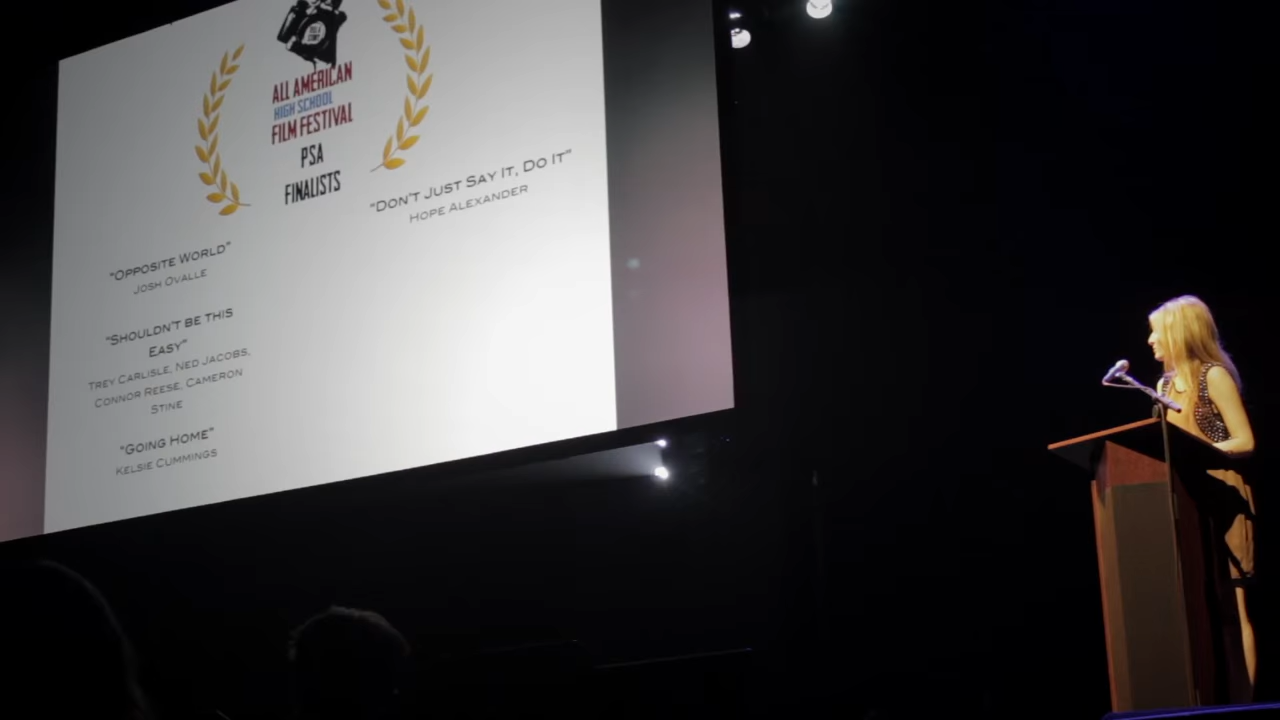 ALL AMERICAN
HIGH SCHOOL
FILM FESTIVAL
PSA
FINALISTS
"DON'T JUST SAY IT, DO IT"
HOPE ALEXANDER
"OPPOSITE WORLD"
JOSH OVALLE
"SHOULDN'T BE THIS
EASY"
TREY CARLISLE, NED JACOBS,
CONNOR REESE, CAMERON
STINE
"GOING HOME"
KELSIE CUMMINGS